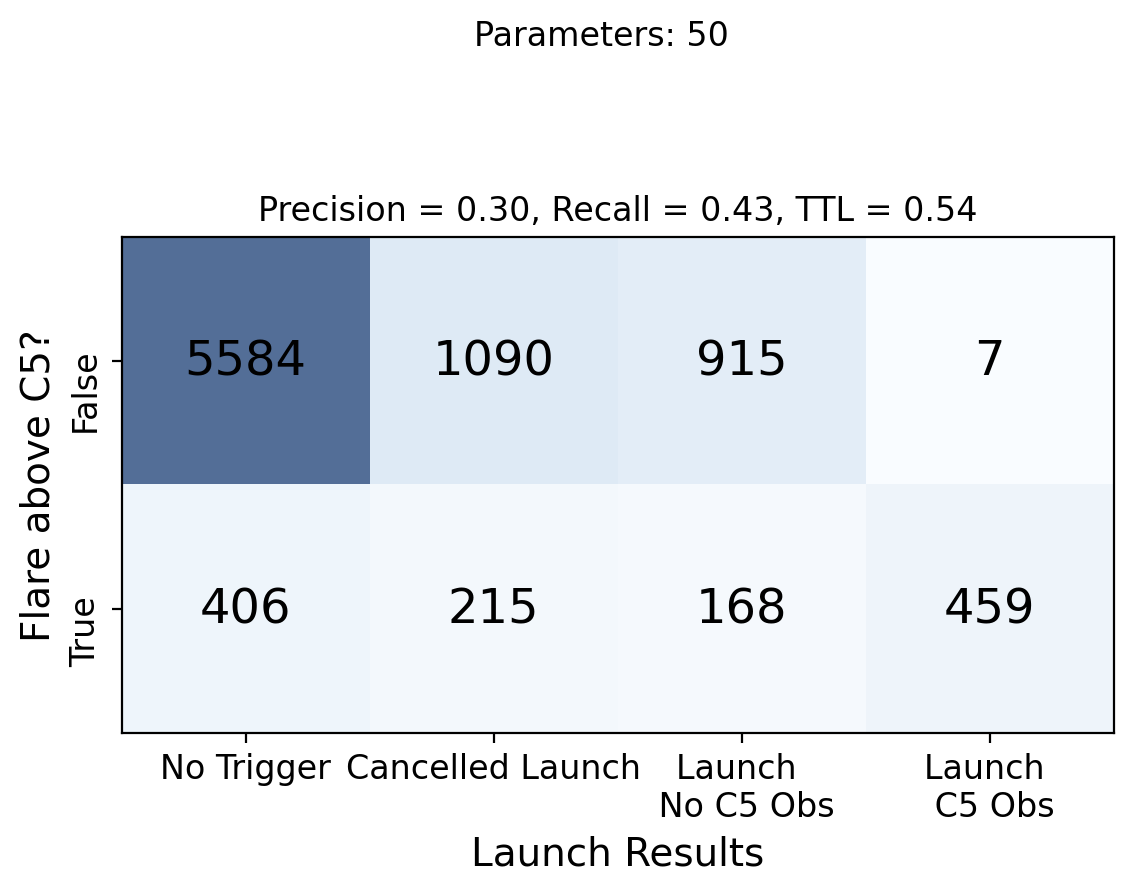 Parameters: 50
Precision = 0.30, Recall = 0.43, TTL = 0.54
Flare above C5?
False
5584 1090 915 7
True
406 215 168 459
No Trigger Cancelled Launch Launch Launch
No C5 Obs C5 Obs
Launch Results